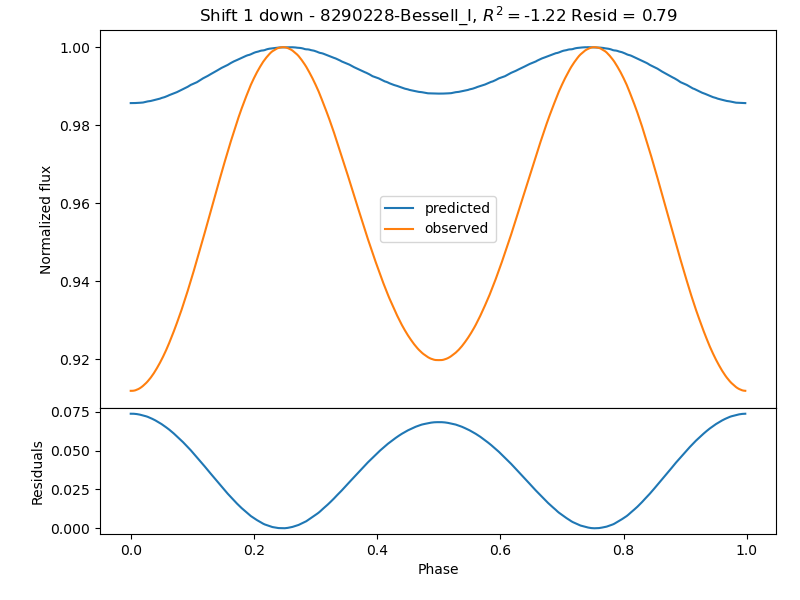 Shift 1 down - 8290228-Bessell_I, R² = -1.22 Resid = 0.79
1.00
0.98
0.96
0.94
0.92
Normalized flux
predicted
observed
0.075
0.050
0.025
0.000
Residuals
0.0 0.2 0.4 0.6 0.8 1.0
Phase